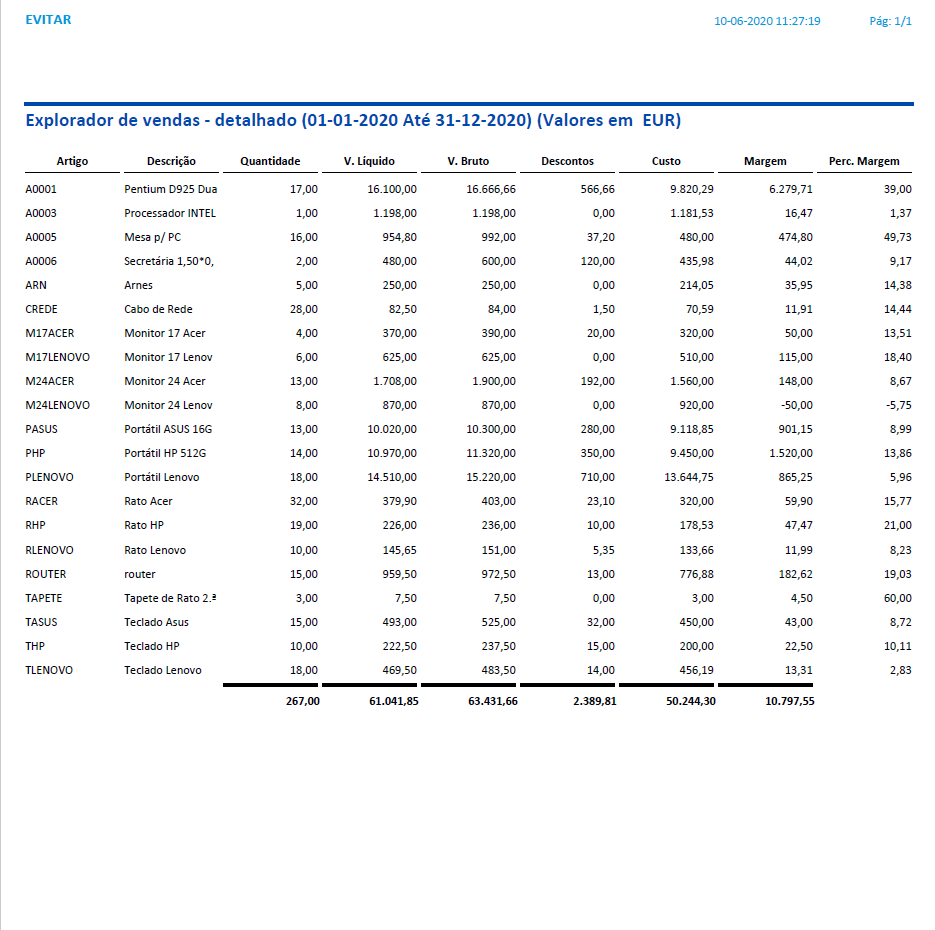 EVITAR 10-06-2020 11:27:19 Pág: 1/1
Explorador de vendas - detalhado (01-01-2020 Até 31-12-2020) (Valores em  EUR)
Artigo Descrição Quantidade V. Líquido V. Bruto Descontos Custo Margem Perc. Margem
A0001 Pentium D925 Dua 17,00 16.100,00 16.666,66 566,66 9.820,29 6.279,71 39,00
A0003 Processador INTEL 1,00 1.198,00 1.198,00 0,00 1.181,53 16,47 1,37
A0005 Mesa p/ PC 16,00 954,80 992,00 37,20 480,00 474,80 49,73
A0006 Secretária 1,50*0, 2,00 480,00 600,00 120,00 435,98 44,02 9,17
ARN Arnes 5,00 250,00 250,00 0,00 214,05 35,95 14,38
CREDE Cabo de Rede 28,00 82,50 84,00 1,50 70,59 11,91 14,44
M17ACER Monitor 17 Acer 4,00 370,00 390,00 20,00 320,00 50,00 13,51
M17LENOVO Monitor 17 Lenov 6,00 625,00 625,00 0,00 510,00 115,00 18,40
M24ACER Monitor 24 Acer 13,00 1.708,00 1.900,00 192,00 1.560,00 148,00 8,67
M24LENOVO Monitor 24 Lenov 8,00 870,00 870,00 0,00 920,00 -50,00 -5,75
PASUS Portátil ASUS 16G 13,00 10.020,00 10.300,00 280,00 9.118,85 901,15 8,99
PHP Portátil HP 512G 14,00 10.970,00 11.320,00 350,00 9.450,00 1.520,00 13,86
PLENOVO Portátil Lenovo 18,00 14.510,00 15.220,00 710,00 13.644,75 865,25 5,96
RACER Rato Acer 32,00 379,90 403,00 23,10 320,00 59,90 15,77
RHP Rato HP 19,00 226,00 236,00 10,00 178,53 47,47 21,00
RLENOVO Rato Lenovo 10,00 145,65 151,00 5,35 133,66 11,99 8,23
ROUTER router 15,00 959,50 972,50 13,00 776,88 182,62 19,03
TAPETE Tapete de Rato 2.ª 3,00 7,50 7,50 0,00 3,00 4,50 60,00
TASUS Teclado Asus 15,00 493,00 525,00 32,00 450,00 43,00 8,72
THP Teclado HP 10,00 222,50 237,50 15,00 200,00 22,50 10,11
TLENOVO Teclado Lenovo 18,00 469,50 483,50 14,00 456,19 13,31 2,83
267,00 61.041,85 63.431,66 2.389,81 50.244,30 10.797,55